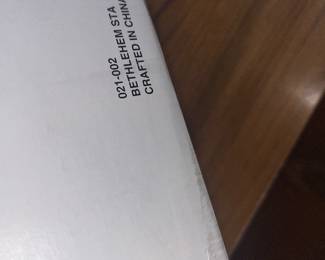 021-002
BETHLEHEM STA
CRAFTED IN CHINA